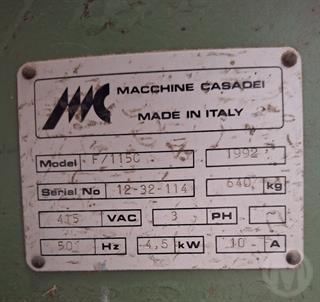 MC MACCHINE CASADEI
MADE IN ITALY
Model F/115C 1992
Serial No 12-32-114 640 kg
415 VAC 3 PH ~
50 Hz 4,5 kW 10 A